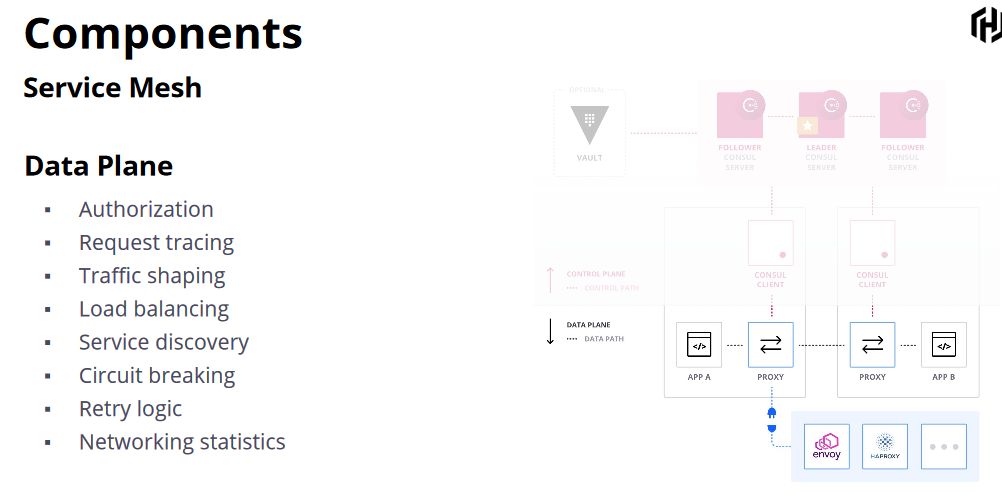 Components
Service Mesh
Data Plane
▪ Authorization
▪ Request tracing
▪ Traffic shaping
▪ Load balancing
▪ Service discovery
▪ Circuit breaking
▪ Retry logic
▪ Networking statistics
OPTIONAL
VAULT
FOLLOWER
CONSUL
SERVER
LEADER
CONSUL
SERVER
FOLLOWER
CONSUL
SERVER
CONSUL
CLIENT
CONSUL
CLIENT
CONTROL PLANE
CONTROL PATH
DATA PLANE
DATA PATH
</>
APP A
PROXY
PROXY
</>
APP B
envoy
HAPROXY